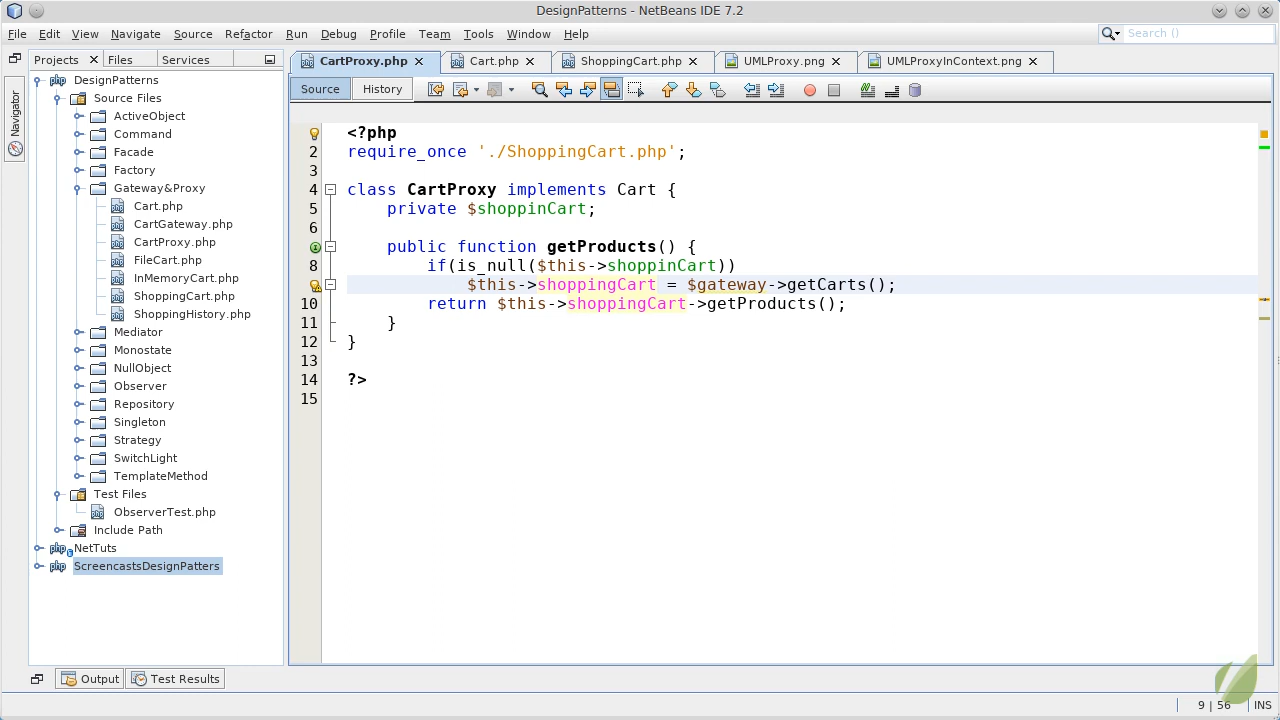 DesignPatterns - NetBeans IDE 7.2
File Edit View Navigate Source Refactor Run Debug Profile Team Tools Window Help
Search ()
Projects Files Services
CartProxy.php Cart.php ShoppingCart.php UMLProxy.png UMLProxyInContext.png
Source History
Navigator
DesignPatterns
Source Files
ActiveObject
Command
Facade
Factory
Gateway&Proxy
Cart.php
CartGateway.php
CartProxy.php
FileCart.php
InMemoryCart.php
ShoppingCart.php
ShoppingHistory.php
Mediator
Monostate
NullObject
Observer
Repository
Singleton
Strategy
SwitchLight
TemplateMethod
Test Files
ObserverTest.php
Include Path
php NetTuts
php ScreencastsDesignPatters
<?php
2 require_once './ShoppingCart.php';
3
4 class CartProxy implements Cart {
5 private $shoppinCart;
6
public function getProducts() {
8 if(is_null($this->shoppinCart))
$this->shoppingCart = $gateway->getCarts();
10 return $this->shoppingCart->getProducts();
11 }
12 }
13
14 ?>
15
Output Test Results
9 | 56 INS